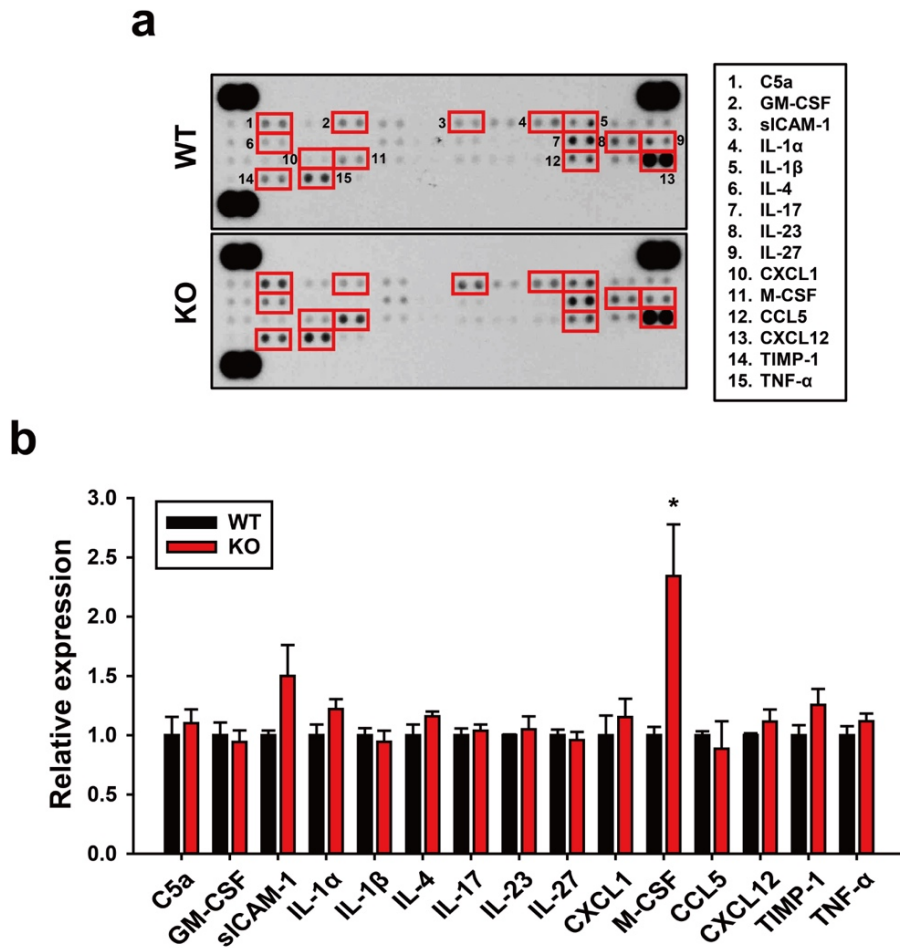 a
WT
1
2
3
4
5
6
7
8
9
10
11
12
13
14
15
KO
1. C5a
2. GM-CSF
3. sICAM-1
4. IL-1α
5. IL-1β
6. IL-4
7. IL-17
8. IL-23
9. IL-27
10. CXCL1
11. M-CSF
12. CCL5
13. CXCL12
14. TIMP-1
15. TNF-α
b
Relative expression
3.0
2.5
2.0
1.5
1.0
0.5
0.0
WT
KO
*
C5a
GM-CSF
sICAM-1
IL-1α
IL-1β
IL-4
IL-17
IL-23
IL-27
CXCL1
M-CSF
CCL5
CXCL12
TIMP-1
TNF-α